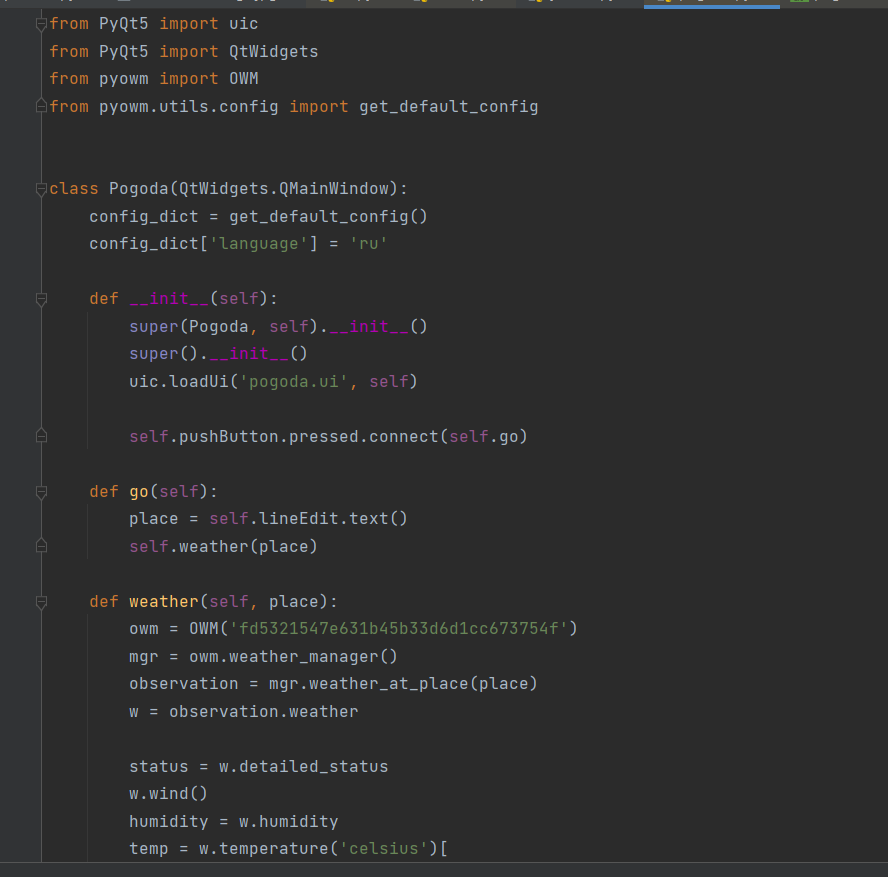 from PyQt5 import uic
from PyQt5 import QtWidgets
from pyowm import OWM
from pyowm.utils.config import get_default_config
class Pogoda(QtWidgets.QMainWindow):
config_dict = get_default_config()
config_dict['language'] = 'ru'
def __init__(self):
super(Pogoda, self).__init__()
super().__init__()
uic.loadUi('pogoda.ui', self)
self.pushButton.pressed.connect(self.go)
def go(self):
place = self.lineEdit.text()
self.weather(place)
def weather(self, place):
owm = OWM('fd5321547e631b45b33d6d1cc673754f')
mgr = owm.weather_manager()
observation = mgr.weather_at_place(place)
w = observation.weather
status = w.detailed_status
w.wind()
humidity = w.humidity
temp = w.temperature('celsius')[